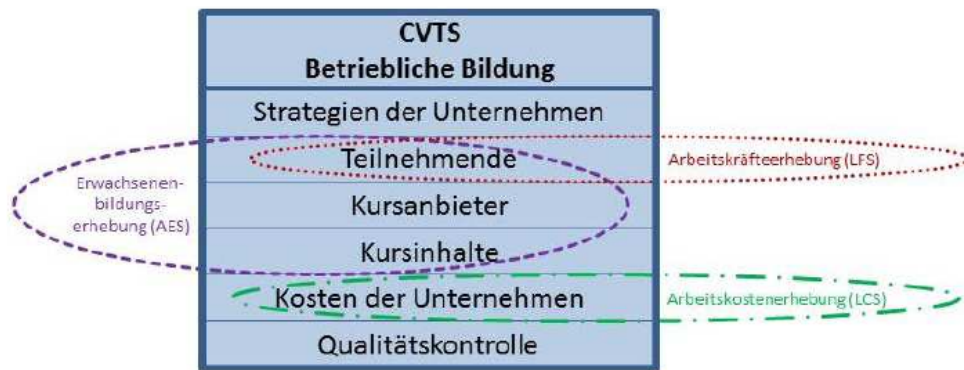 CVTS
Betriebliche Bildung
Strategien der Unternehmen
Teilnehmende
Arbeitskräfteerhebung (LFS)
Erwachsenen-
bildungs-
erhebung (AES)
Kursanbieter
Kursinhalte
Kosten der Unternehmen
Arbeitskostenerhebung (LCS)
Qualitätskontrolle